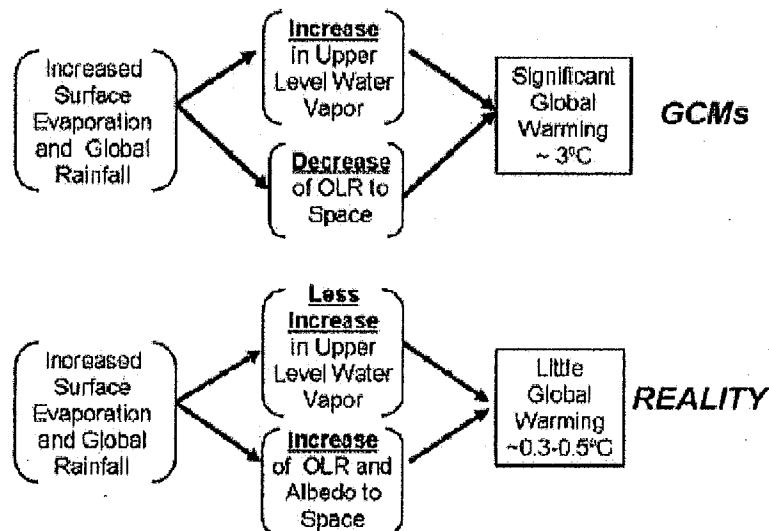 Increased
Surface
Evaporation
and Global
Rainfall
Increase
in Upper
Level Water
Vapor
Decrease
of OLR to
Space
Significant
Global
Warming
~ 3ºC
GCMs
Increased
Surface
Evaporation
and Global
Rainfall
Less
Increase
in Upper
Level Water
Vapor
Increase
of OLR and
Albedo to
Space
Little
Global
Warming
~0.3-0.5ºC
REALITY